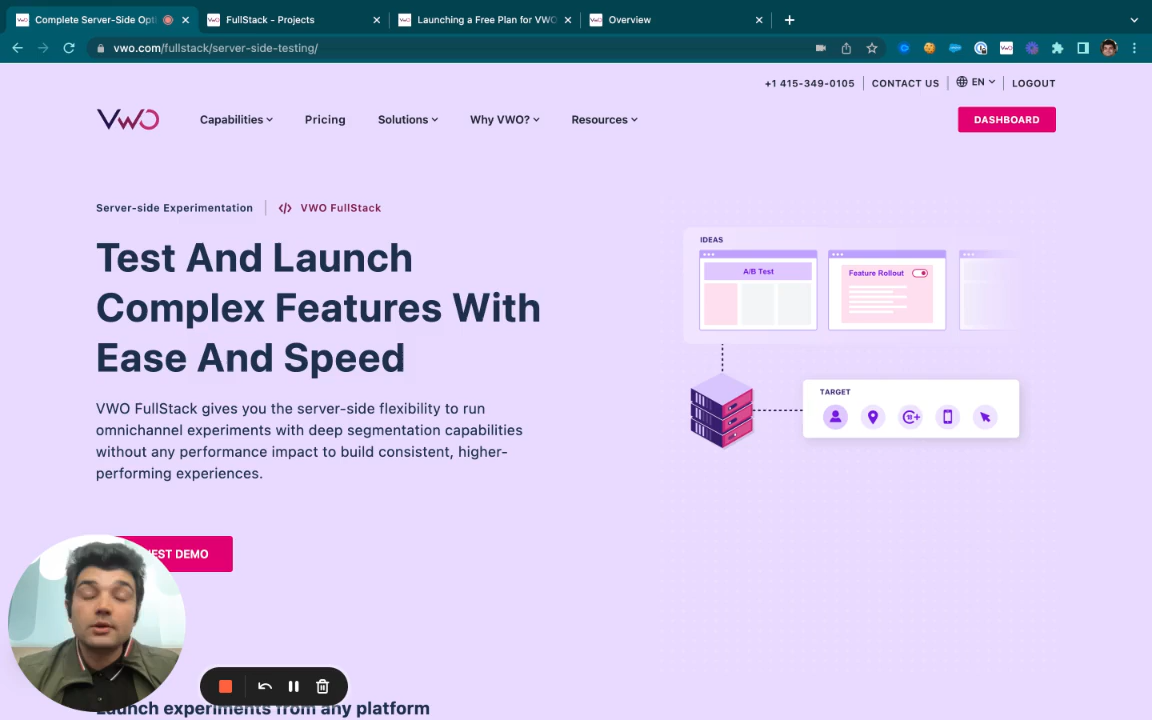 Complete Server-Side Opti
FullStack - Projects
Launching a Free Plan for VWO
Overview
vwo.com/fullstack/server-side-testing/
+1 415-349-0105
CONTACT US
EN
LOGOUT
VWO
Capabilities
Pricing
Solutions
Why VWO?
Resources
DASHBOARD
Server-side Experimentation
</> VWO FullStack
Test And Launch
Complex Features With
Ease And Speed
VWO FullStack gives you the server-side flexibility to run
omnichannel experiments with deep segmentation capabilities
without any performance impact to build consistent, higher-
performing experiences.
EST DEMO
IDEAS
A/B Test
Feature Rollout
TARGET
18+
Launch experiments from any platform